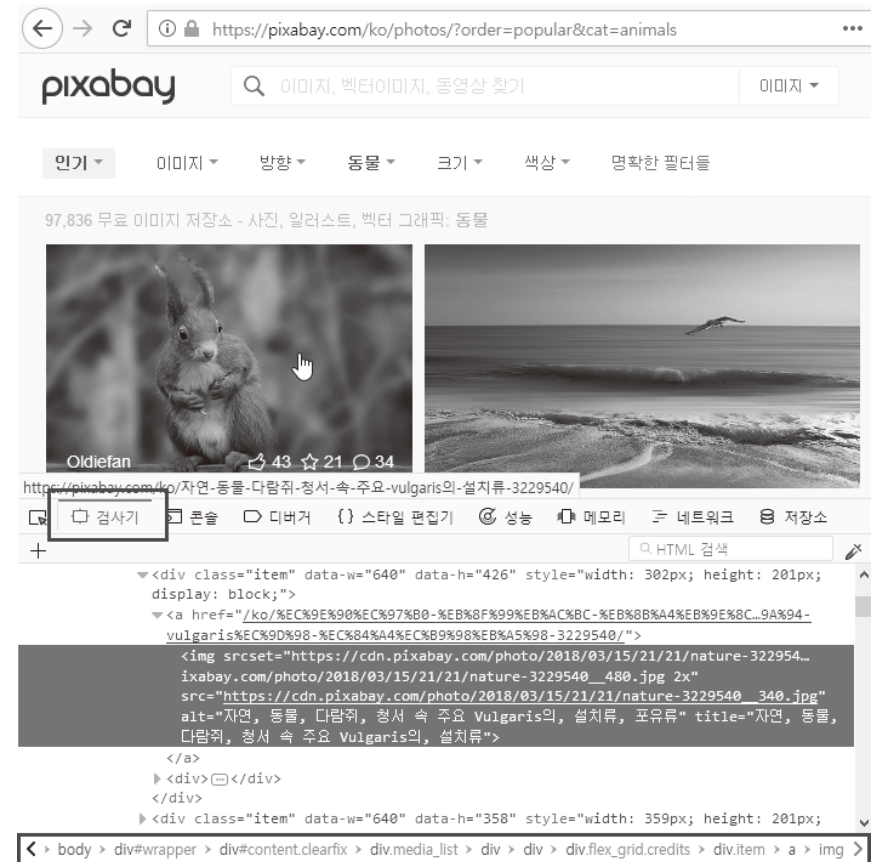 https://pixabay.com/ko/photos/?order=popular&cat=animals
pixabay 이미지, 벡터이미지, 동영상 찾기 이미지
인기 이미지 방향 동물 크기 색상 명확한 필터들
97,836 무료 이미지 저장소 - 사진, 일러스트, 벡터 그래픽: 동물
Oldiefan 43 21 34
https://pixabay.com/ko/자연-동물-다람쥐-청서-속-주요-vulgaris의-설치류-3229540/
검사기 콘솔 디버거 {} 스타일 편집기 성능 메모리 네트워크 저장소
+ HTML 검색
<div class="item" data-w="640" data-h="426" style="width: 302px; height: 201px;
display: block;">
<a href="/ko/%EC%9E%90%EC%97%B0-%EB%8F%99%EB%AC%BC-%EB%8B%A4%EB%9E%8C…9A%94-
vulgaris%EC%9D%98-%EC%84%A4%EC%B9%98%EB%A5%98-3229540/">
<img srcset="https://cdn.pixabay.com/photo/2018/03/15/21/21/nature-322954…
ixabay.com/photo/2018/03/15/21/21/nature-3229540__480.jpg 2x"
src="https://cdn.pixabay.com/photo/2018/03/15/21/21/nature-3229540__340.jpg"
alt="자연, 동물, 다람쥐, 청서 속 주요 Vulgaris의, 설치류, 포유류" title="자연, 동물,
다람쥐, 청서 속 주요 Vulgaris의, 설치류">
</a>
<div>…</div>
</div>
<div class="item" data-w="640" data-h="358" style="width: 359px; height: 201px;
body > div#wrapper > div#content.clearfix > div.media_list > div > div > div.flex_grid.credits > div.item > a > img